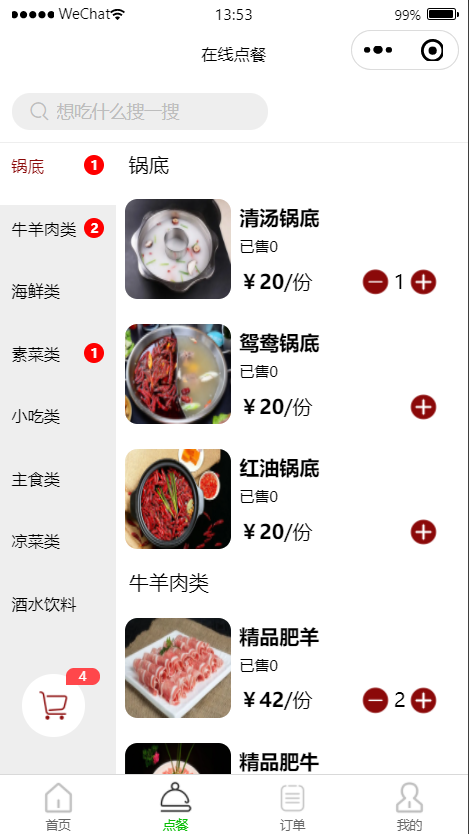 WeChat 13:53 99%
在线点餐
想吃什么搜一搜
锅底 1
牛羊肉类 2
海鲜类
素菜类 1
小吃类
主食类
凉菜类
酒水饮料
4
锅底
清汤锅底
已售0
￥20/份 1
鸳鸯锅底
已售0
￥20/份
红油锅底
已售0
￥20/份
牛羊肉类
精品肥羊
已售0
￥42/份 2
精品肥牛
首页 点餐 订单 我的